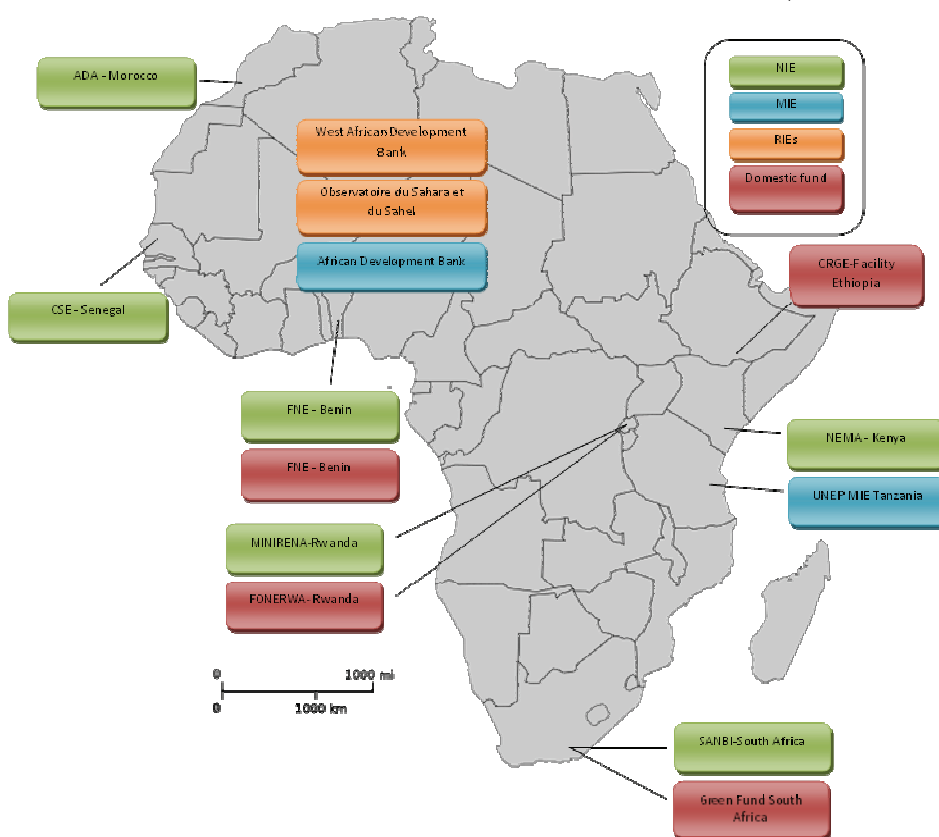 NIE
MIE
RIEs
Domestic fund
ADA - Morocco
West African Development
Bank
Observatoire du Sahara et
du Sahel
African Development Bank
CRGE-Facility
Ethiopia
CSE - Senegal
FNE - Benin
FNE - Benin
NEMA - Kenya
UNEP MIE Tanzania
MINIRENA-Rwanda
FONERWA- Rwanda
0 1000 mi
0 1000 km
SANBI-South Africa
Green Fund South
Africa